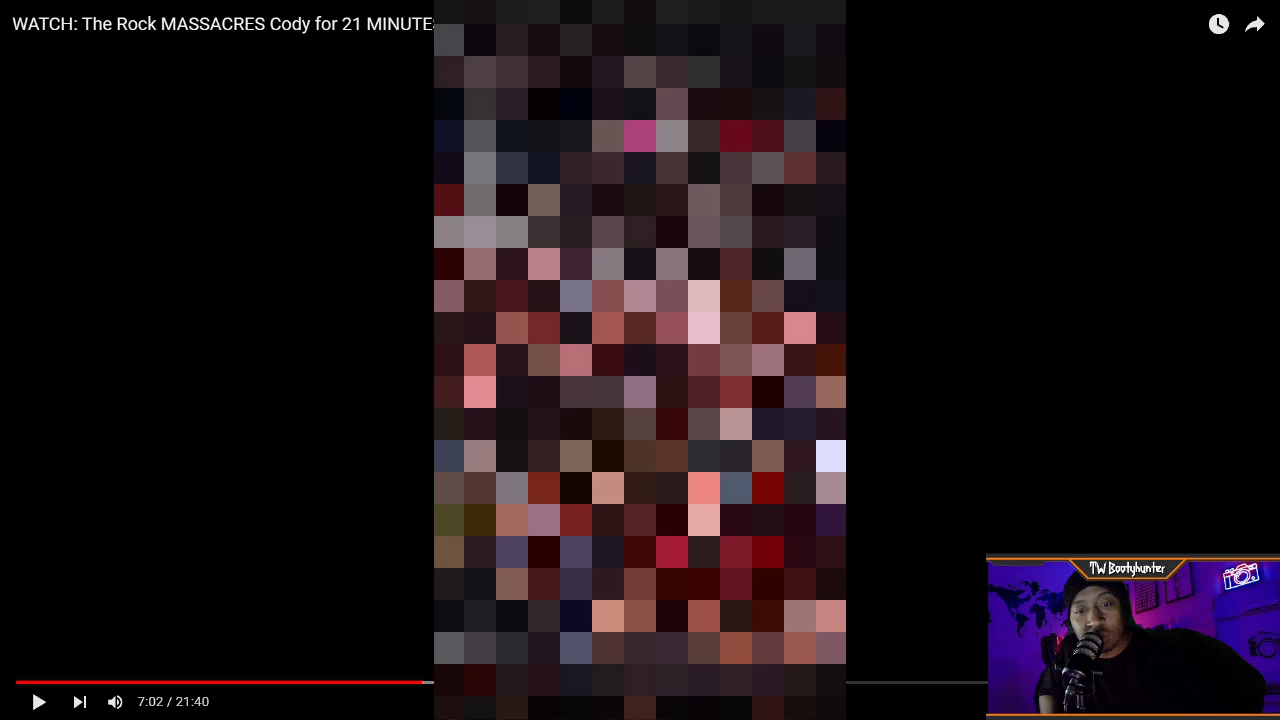 WATCH: The Rock MASSACRES Cody for 21 MINUTE
TW Bootyhunter
7:02 / 21:40